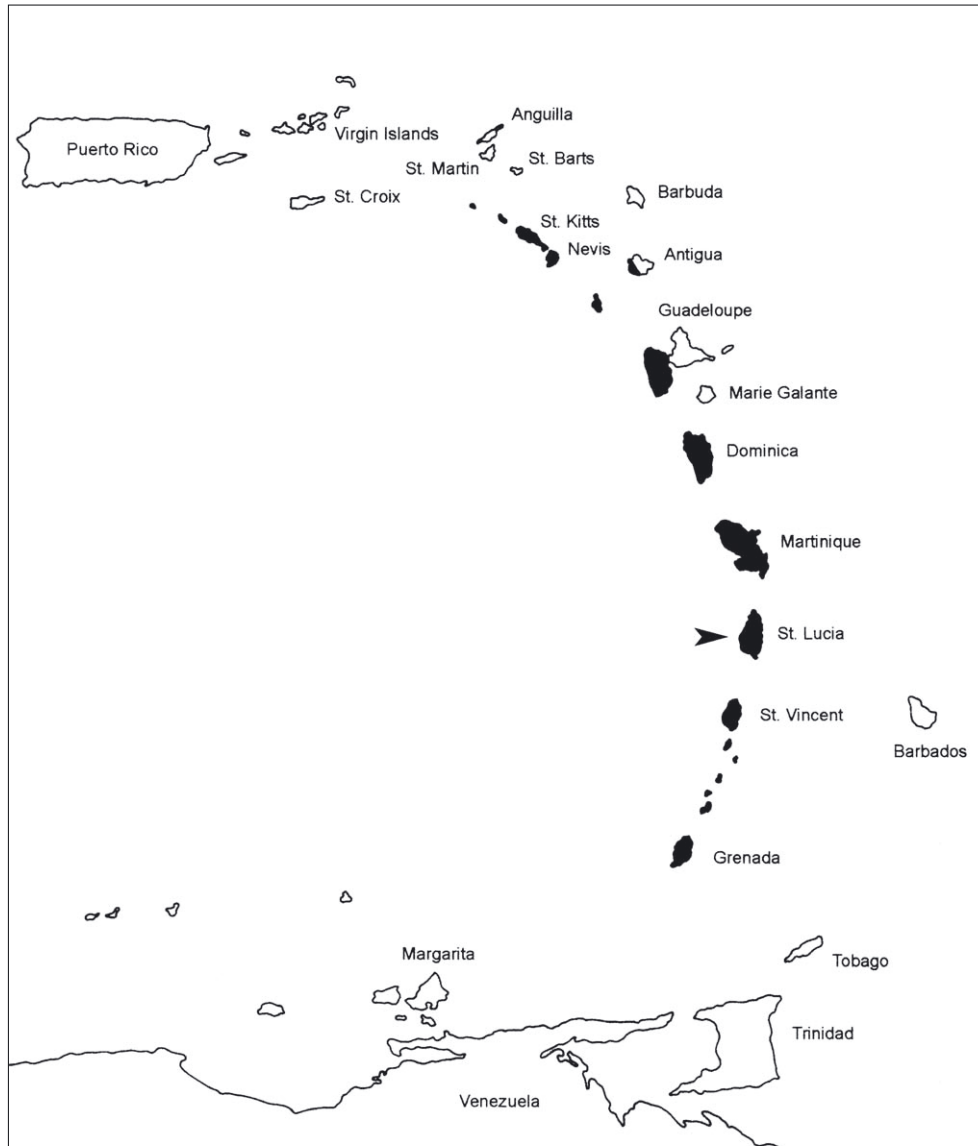 Anguilla
Virgin Islands
Puerto Rico
St. Martin
St. Barts
St. Croix
Barbuda
St. Kitts
Nevis
Antigua
Guadeloupe
Marie Galante
Dominica
Martinique
St. Lucia
St. Vincent
Barbados
Grenada
Margarita
Tobago
Trinidad
Venezuela